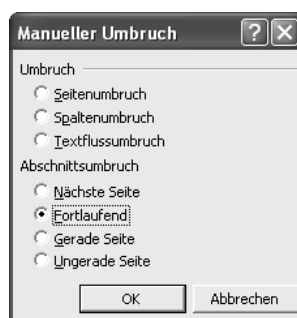 Manueller Umbruch
Umbruch
Seitenumbruch
Spaltenumbruch
Textflussumbruch
Abschnittsumbruch
Nächste Seite
Fortlaufend
Gerade Seite
Ungerade Seite
OK Abbrechen